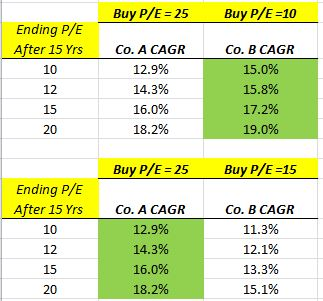 Buy P/E = 25 Buy P/E =10
Ending P/E
After 15 Yrs Co. A CAGR Co. B CAGR
10 12.9% 15.0%
12 14.3% 15.8%
15 16.0% 17.2%
20 18.2% 19.0%
Buy P/E = 25 Buy P/E =15
Ending P/E
After 15 Yrs Co. A CAGR Co. B CAGR
10 12.9% 11.3%
12 14.3% 12.1%
15 16.0% 13.3%
20 18.2% 15.1%